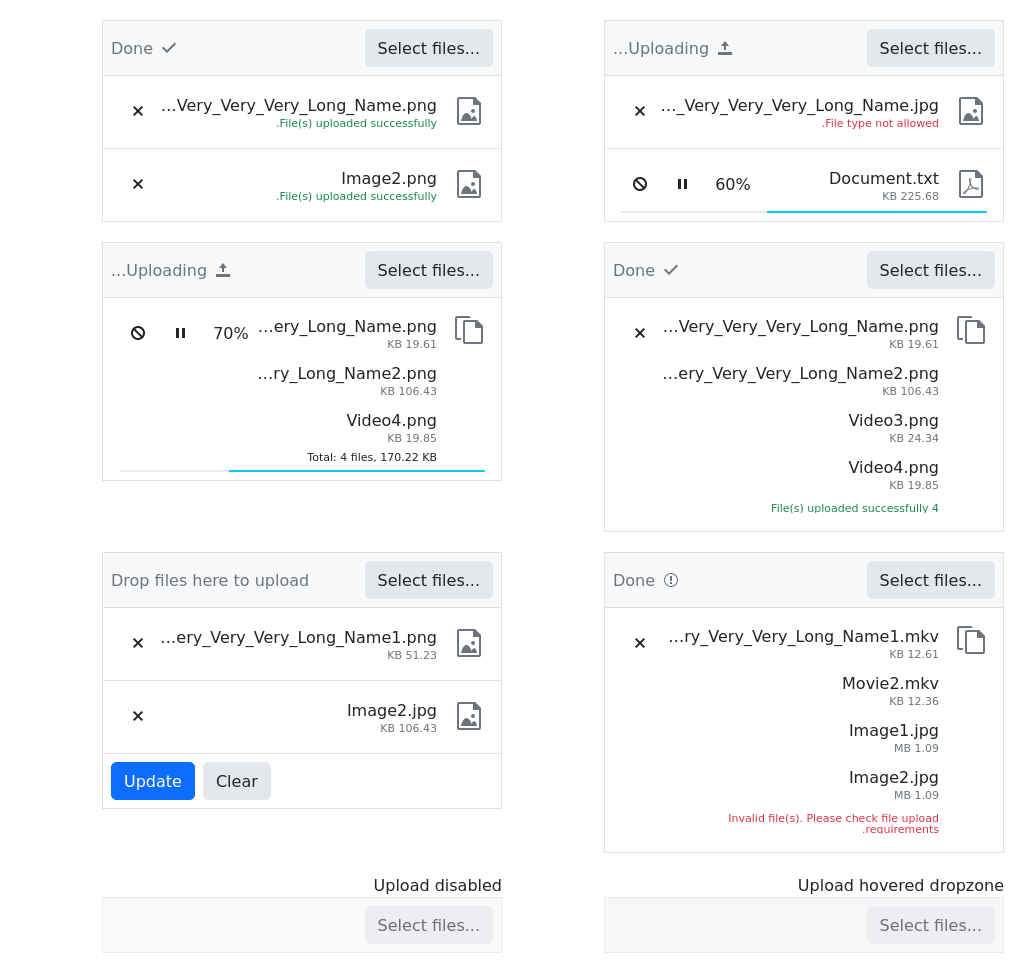 Done
Select files...
...Very_Very_Very_Long_Name.png
.File(s) uploaded successfully
Image2.png
.File(s) uploaded successfully
...Uploading
Select files...
..._Very_Very_Very_Long_Name.jpg
.File type not allowed
60%
Document.txt
KB 225.68
...Uploading
Select files...
70%
...ery_Long_Name.png
KB 19.61
...ry_Long_Name2.png
KB 106.43
Video4.png
KB 19.85
Total: 4 files, 170.22 KB
Done
Select files...
...Very_Very_Very_Long_Name.png
KB 19.61
...ery_Very_Very_Long_Name2.png
KB 106.43
Video3.png
KB 24.34
Video4.png
KB 19.85
File(s) uploaded successfully 4
Drop files here to upload
Select files...
...ery_Very_Very_Long_Name1.png
KB 51.23
Image2.jpg
KB 106.43
Update
Clear
Done
Select files...
...ry_Very_Very_Long_Name1.mkv
KB 12.61
Movie2.mkv
KB 12.36
Image1.jpg
MB 1.09
Image2.jpg
MB 1.09
Invalid file(s). Please check file upload
.requirements
Upload disabled
Select files...
Upload hovered dropzone
Select files...